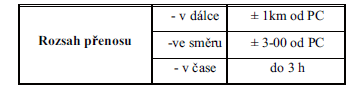 - v dálce ± 1km od PC
Rozsah přenosu -ve směru ± 3-00 od PC
- v čase do 3 h